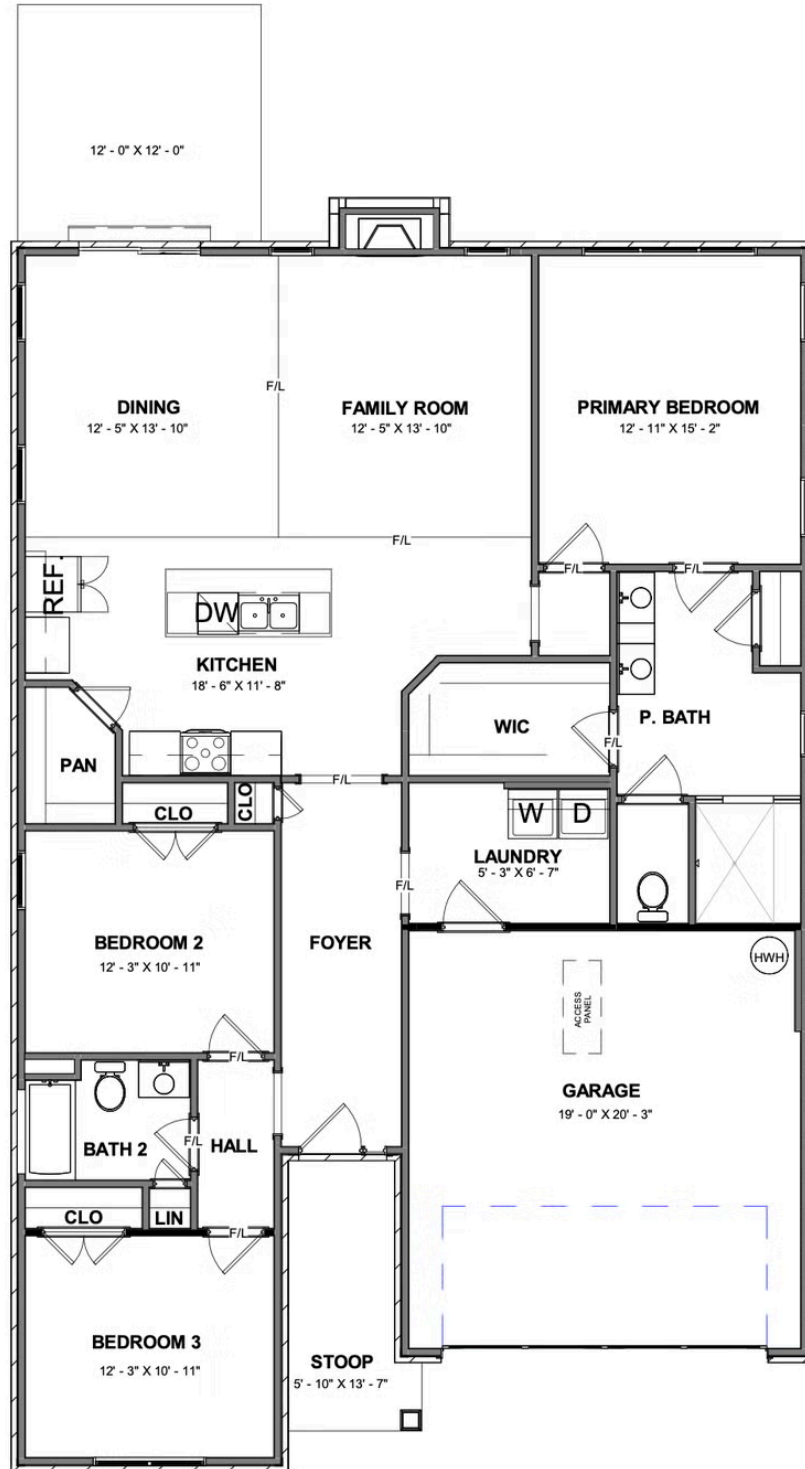 12' - 0" X 12' - 0"
DINING
12' - 5" X 13' - 10"
F/L
FAMILY ROOM
12' - 5" X 13' - 10"
PRIMARY BEDROOM
12' - 11" X 15' - 2"
F/L
F/L
F/L
REF.
DW
KITCHEN
18' - 6" X 11' - 8"
PAN
WIC
P. BATH
F/L
F/L
CLO
CLO
W
D
LAUNDRY
5' - 3" X 6' - 7"
F/L
BEDROOM 2
12' - 3" X 10' - 11"
FOYER
HWH
ACCESS
PANEL
F/L
GARAGE
19' - 0" X 20' - 3"
BATH 2
F/L
HALL
CLO
LIN
F/L
BEDROOM 3
12' - 3" X 10' - 11"
STOOP
5' - 10" X 13' - 7"